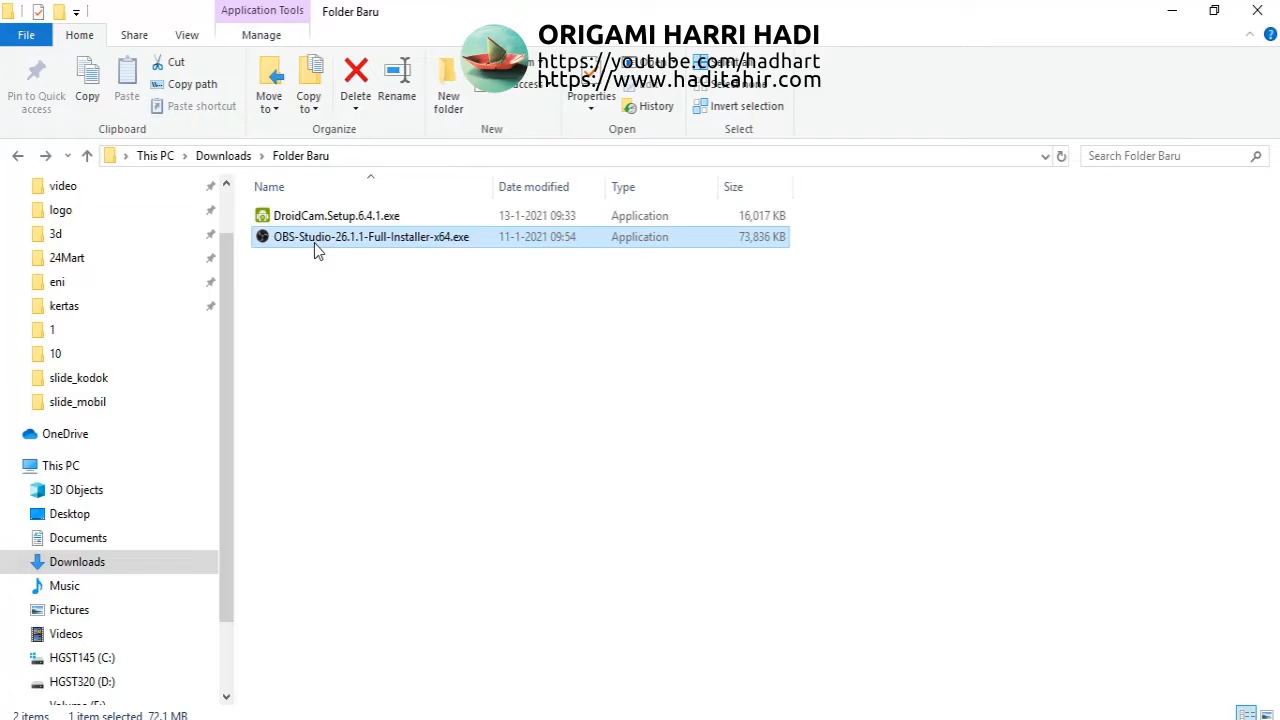 Application Tools
Folder Baru
File
Home
Share
View
Manage
ORIGAMI HARRI HADI
https://youtube.com/hadhart
https://www.haditahir.com
Pin to Quick access
Copy
Paste
Cut
Copy path
Paste shortcut
Clipboard
Move to
Copy to
Delete
Rename
Organize
New folder
New
Properties
History
Open
Invert selection
Select
This PC > Downloads > Folder Baru
Search Folder Baru
video
logo
3d
24Mart
eni
kertas
1
10
slide_kodok
slide_mobil
OneDrive
This PC
3D Objects
Desktop
Documents
Downloads
Music
Pictures
Videos
HGST145 (C:)
HGST320 (D:)
Name Date modified Type Size
DroidCam.Setup.6.4.1.exe 13-1-2021 09:33 Application 16,017 KB
OBS-Studio-26.1.1-Full-Installer-x64.exe 11-1-2021 09:54 Application 73,836 KB
2 items 1 item selected 72,1 MB